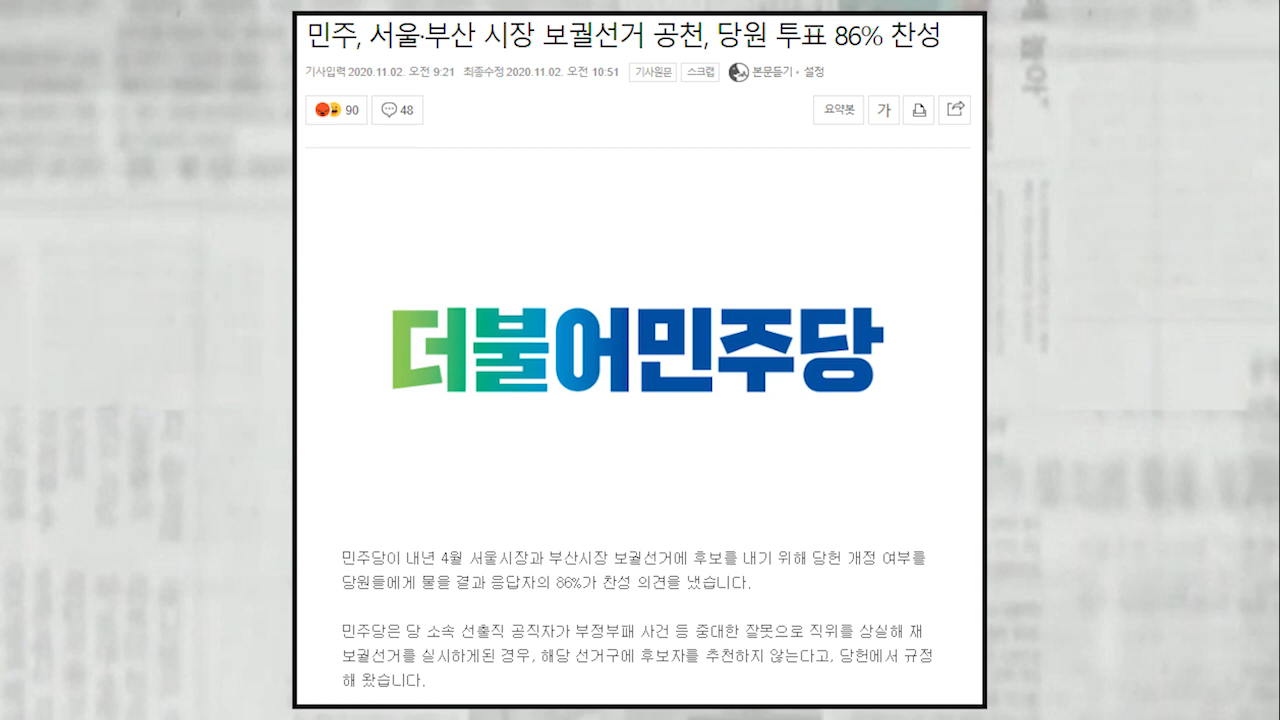 민주, 서울·부산 시장 보궐선거 공천, 당원 투표 86% 찬성
기사입력 2020.11.02. 오전 9:21 최종수정 2020.11.02. 오전 10:51 기사원문 스크랩 본문듣기 · 설정
90 48 요약봇 가
더불어민주당
민주당이 내년 4월 서울시장과 부산시장 보궐선거에 후보를 내기 위해 당헌 개정 여부를
당원들에게 물을 결과 응답자의 86%가 찬성 의견을 냈습니다.
민주당은 당 소속 선출직 공직자가 부정부패 사건 등 중대한 잘못으로 직위를 상실해 재
보궐선거를 실시하게된 경우, 해당 선거구에 후보자를 추천하지 않는다고, 당헌에서 규정
해 왔습니다.